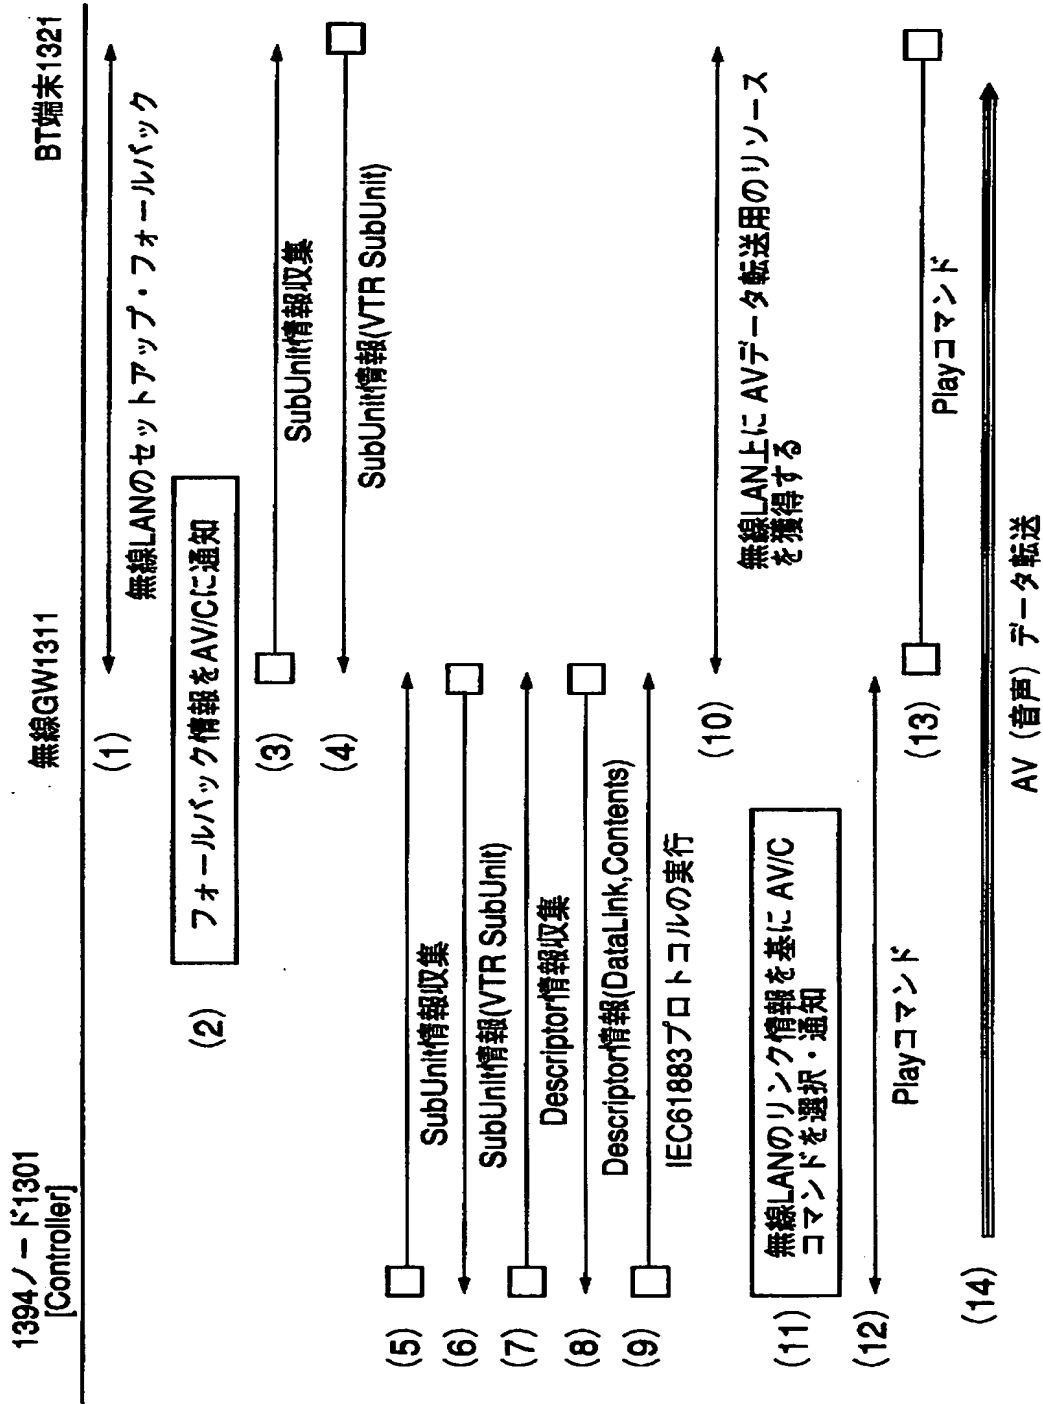 1394ノード1301
[Controller]
無線GW1311
BT端末1321
(1)
無線LANのセットアップ・フォールバック
(2)
フォールバック情報をAV/Cに通知
(3)
SubUnit情報収集
(4)
SubUnit情報(VTR SubUnit)
(5)
SubUnit情報収集
(6)
SubUnit情報(VTR SubUnit)
(7)
Descriptor情報収集
(8)
Descriptor情報(DataLink,Contents)
(9)
IEC61883プロトコルの実行
(10)
無線LAN上に AVデータ転送用のリソース
を獲得する
(11)
無線LANのリンク情報を基に AV/C
コマンドを選択・通知
(12)
Playコマンド
(13)
Playコマンド
(14)
AV（音声）データ転送